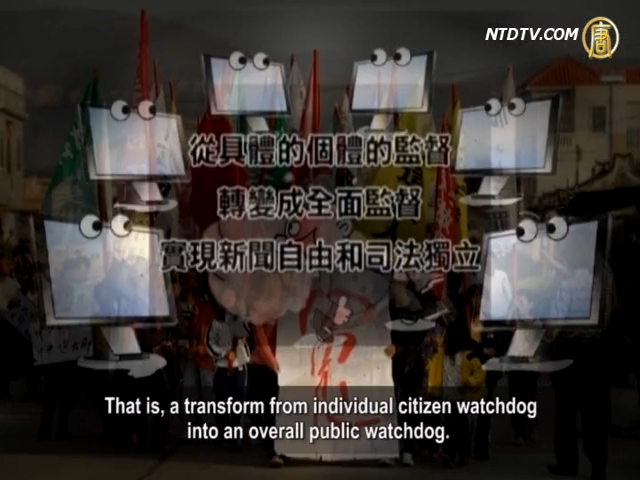 NTDTV.COM
唐
從具體的個體的監督
轉變成全面監督
實現新聞自由和司法獨立
That is, a transform from individual citizen watchdog
into an overall public watchdog.